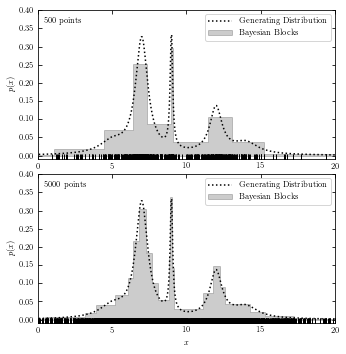 0.40
500 points
Generating Distribution
Bayesian Blocks
0.35
0.30
0.25
0.20
0.15
0.10
0.05
0.00
p(x)
0 5 10 15 20
0.40
5000 points
Generating Distribution
Bayesian Blocks
0.35
0.30
0.25
0.20
0.15
0.10
0.05
0.00
p(x)
0 5 10 15 20
x